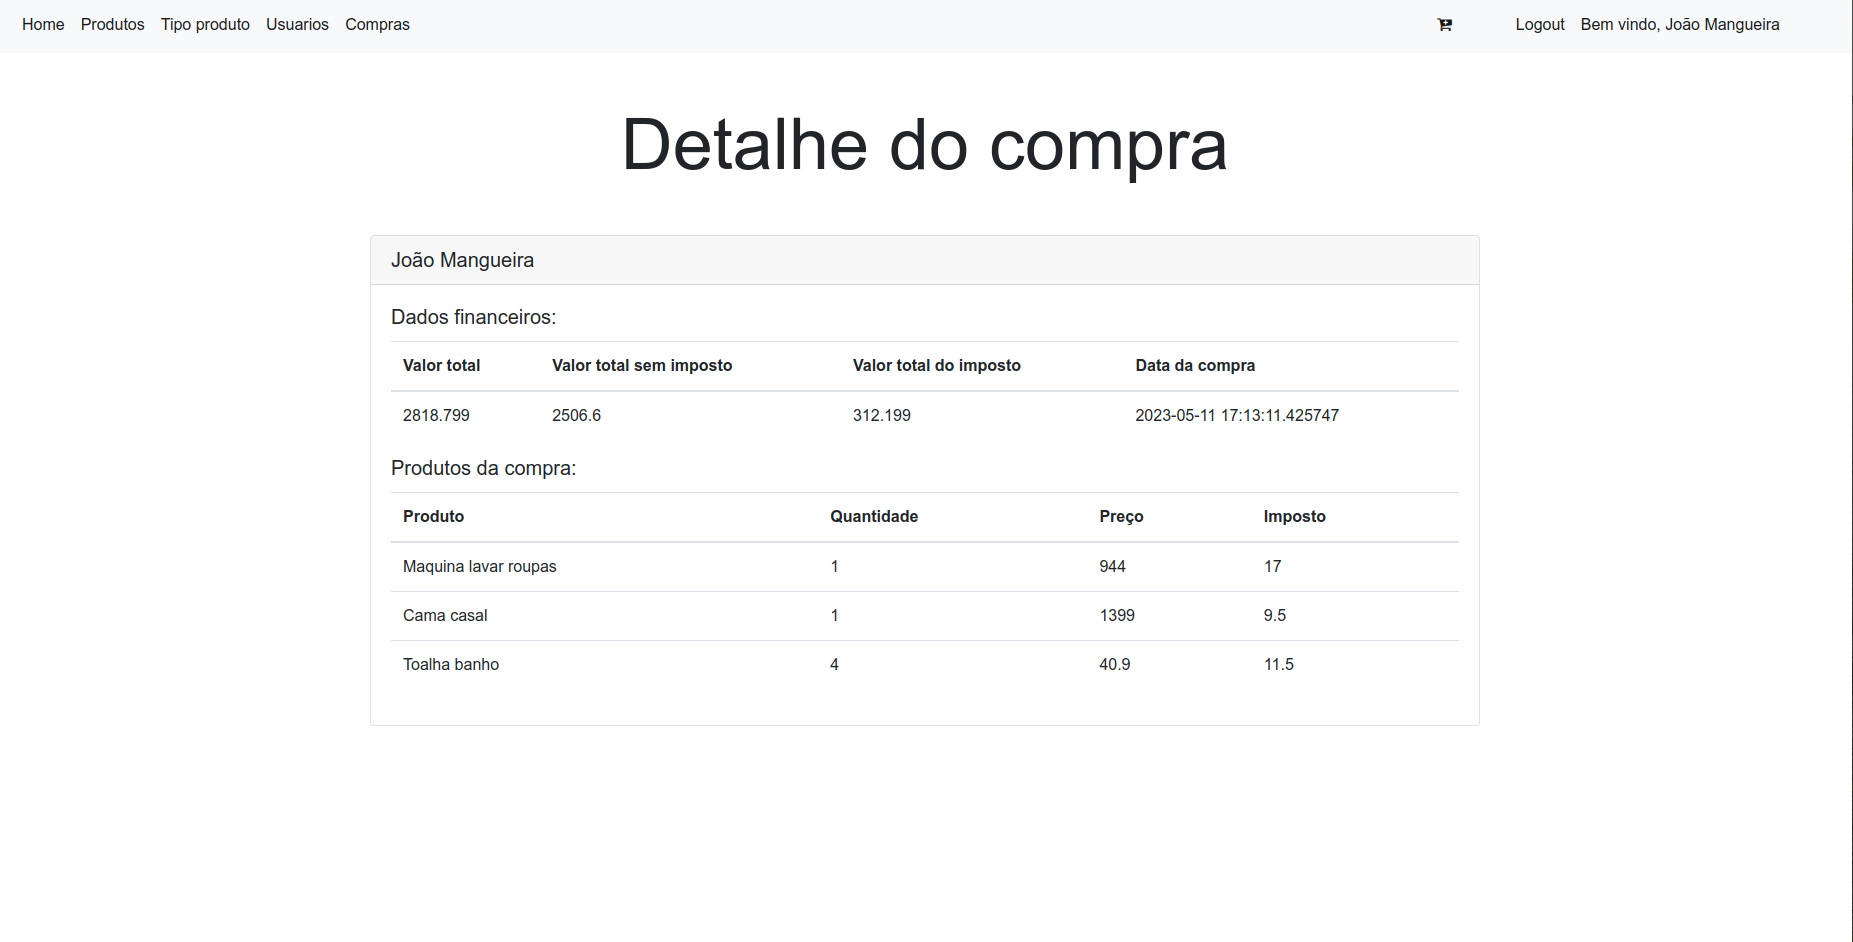 Home Produtos Tipo produto Usuarios Compras Logout Bem vindo, João Mangueira
Detalhe do compra
João Mangueira
Dados financeiros:
Valor total Valor total sem imposto Valor total do imposto Data da compra
2818.799 2506.6 312.199 2023-05-11 17:13:11.425747
Produtos da compra:
Produto Quantidade Preço Imposto
Maquina lavar roupas 1 944 17
Cama casal 1 1399 9.5
Toalha banho 4 40.9 11.5